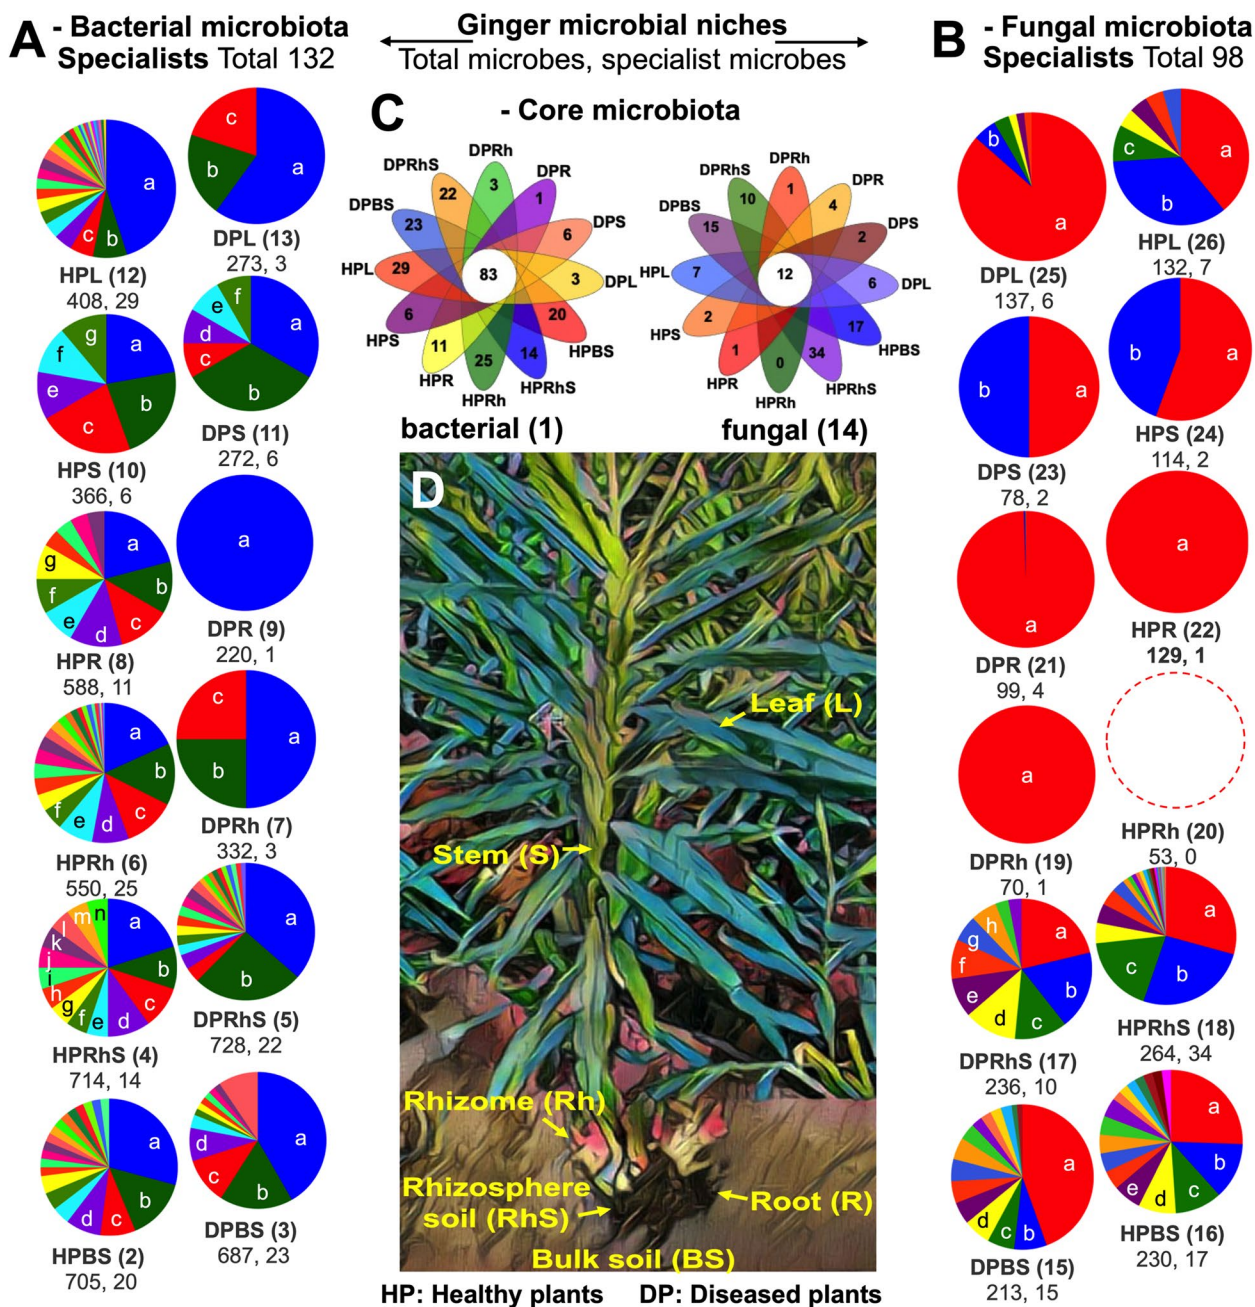 A
- Bacterial microbiota
Specialists Total 132
Ginger microbial niches
Total microbes, specialist microbes
B
- Fungal microbiota
Specialists Total 98
a
b
c
HPL (12)
408, 29
a
b
c
DPL (13)
273, 3
a
b
c
e
f
g
HPS (10)
366, 6
a
b
c
d
e
f
DPS (11)
272, 6
a
b
c
d
e
f
g
HPR (8)
588, 11
a
DPR (9)
220, 1
a
b
c
d
e
f
HPRh (6)
550, 25
a
b
c
DPRh (7)
332, 3
a
b
c
d
e
f
g
h
i
j
k
l
m
n
HPRhS (4)
714, 14
a
b
DPRhS (5)
728, 22
a
b
c
d
HPBS (2)
705, 20
a
b
c
d
DPBS (3)
687, 23
C
- Core microbiota
DPRh
3
DPR
1
DPS
6
DPL
3
HPBS
20
HPRhS
14
HPRh
25
HPR
11
HPS
6
HPL
29
DPBS
23
DPRhS
22
83
bacterial (1)
DPRh
1
DPR
4
DPS
2
DPL
6
HPBS
17
HPRhS
34
HPRh
0
HPR
1
HPS
2
HPL
7
DPBS
15
DPRhS
10
12
fungal (14)
D
Leaf (L)
Stem (S)
Rhizome (Rh)
Rhizosphere
soil (RhS)
Root (R)
Bulk soil (BS)
HP: Healthy plants
DP: Diseased plants
a
b
DPL (25)
137, 6
a
b
c
HPL (26)
132, 7
a
b
DPS (23)
78, 2
a
b
HPS (24)
114, 2
a
DPR (21)
99, 4
a
HPR (22)
129, 1
a
DPRh (19)
70, 1
HPRh (20)
53, 0
a
b
c
d
e
f
g
h
DPRhS (17)
236, 10
a
b
c
HPRhS (18)
264, 34
a
b
c
d
DPBS (15)
213, 15
a
b
c
d
e
HPBS (16)
230, 17